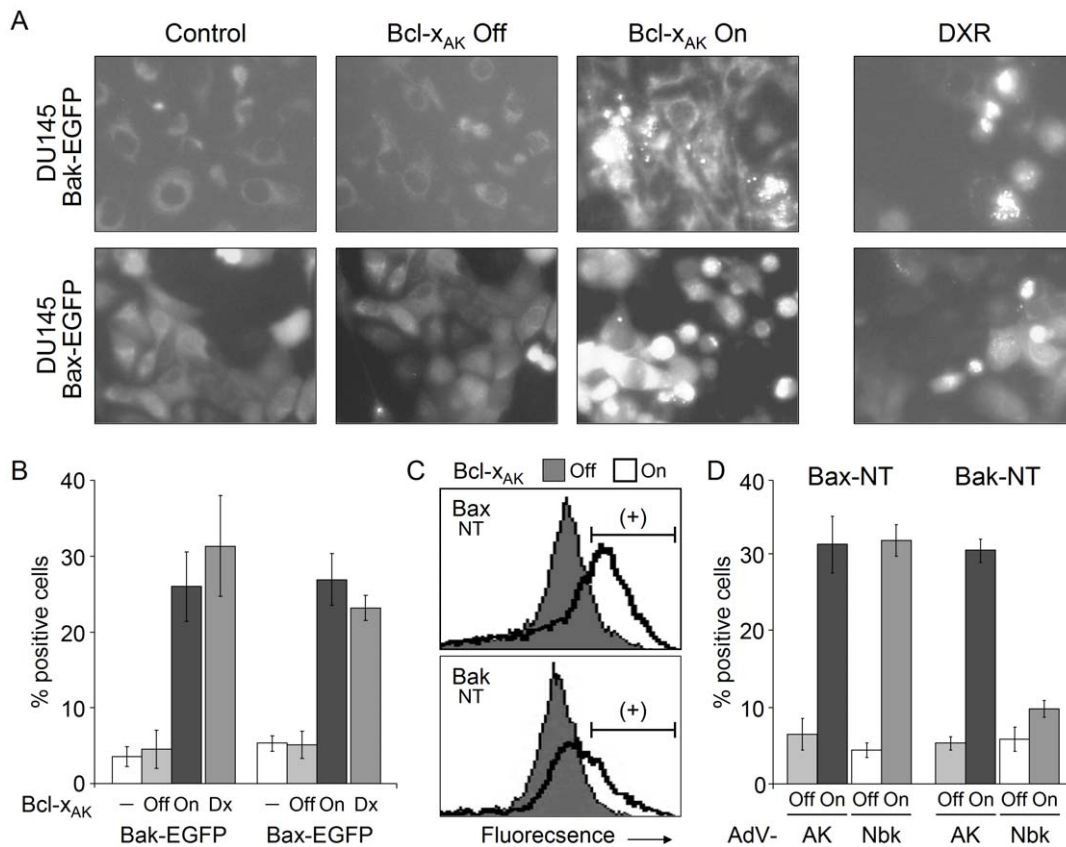 A
Control
Bcl-xAK Off
Bcl-xAK On
DXR
DU145
Bak-EGFP
DU145
Bax-EGFP
B
40
30
20
10
0
% positive cells
Bcl-xAK
– Off On Dx
– Off On Dx
Bak-EGFP
Bax-EGFP
C
Bcl-xAK Off On
Bax
NT
(+)
Bak
NT
(+)
Fluorecsence
D
Bax-NT
Bak-NT
40
30
20
10
0
% positive cells
Off On Off On
Off On Off On
AdV- AK Nbk AK Nbk